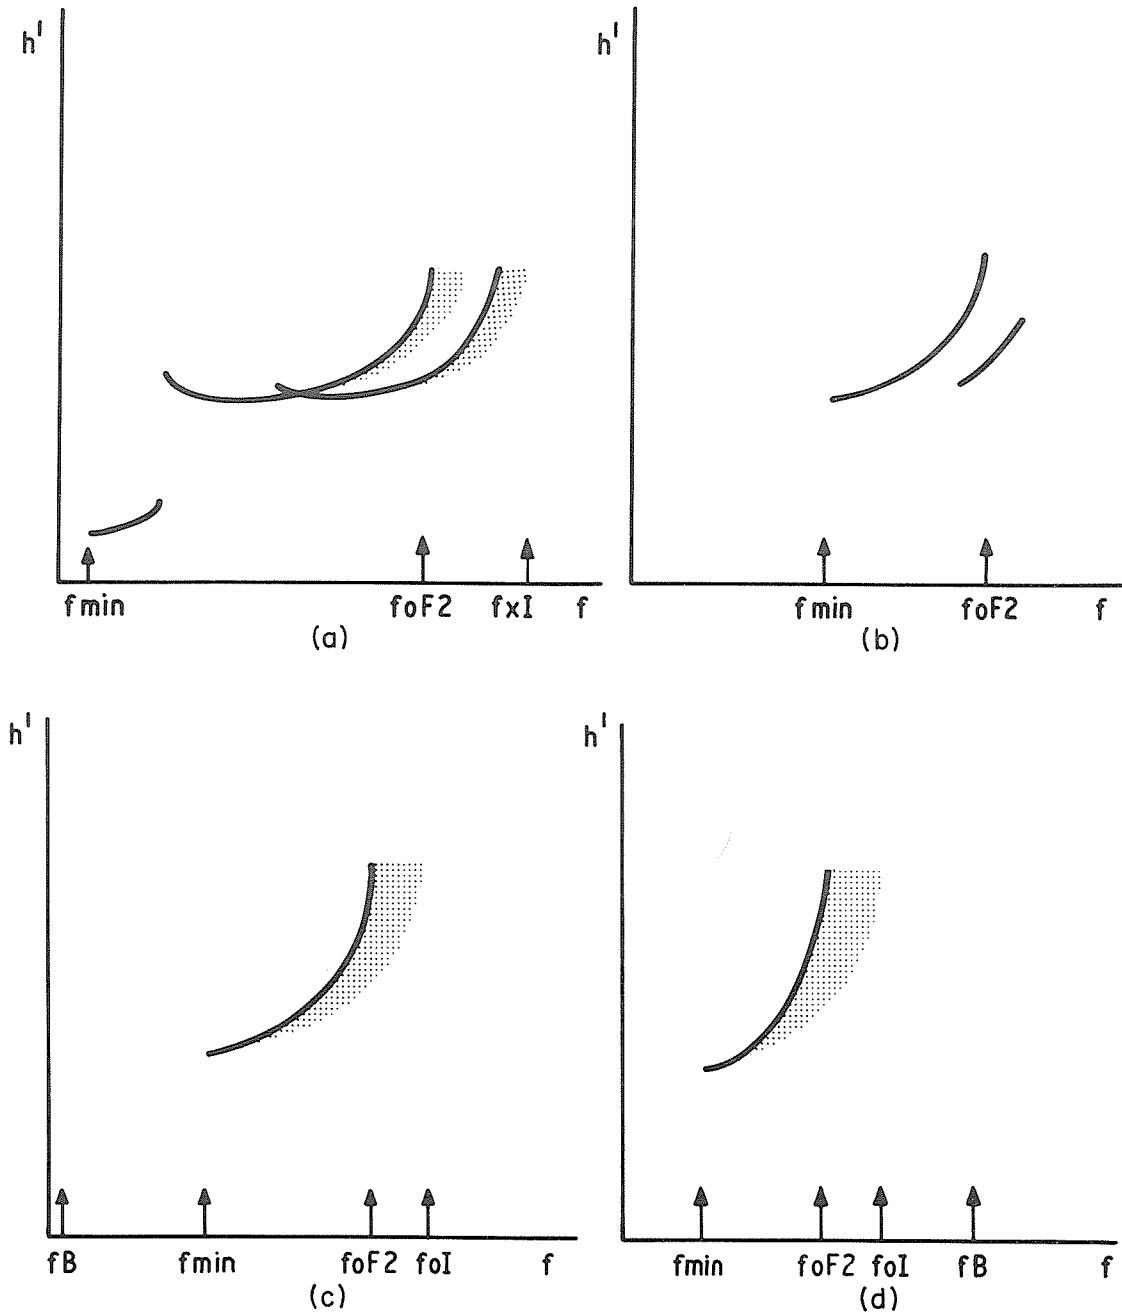 h'
h'
fmin foF2 fxI f
fmin foF2 f
(a)
(b)
h'
h'
fB fmin foF2 foI f
fmin foF2 foI fB f
(c)
(d)